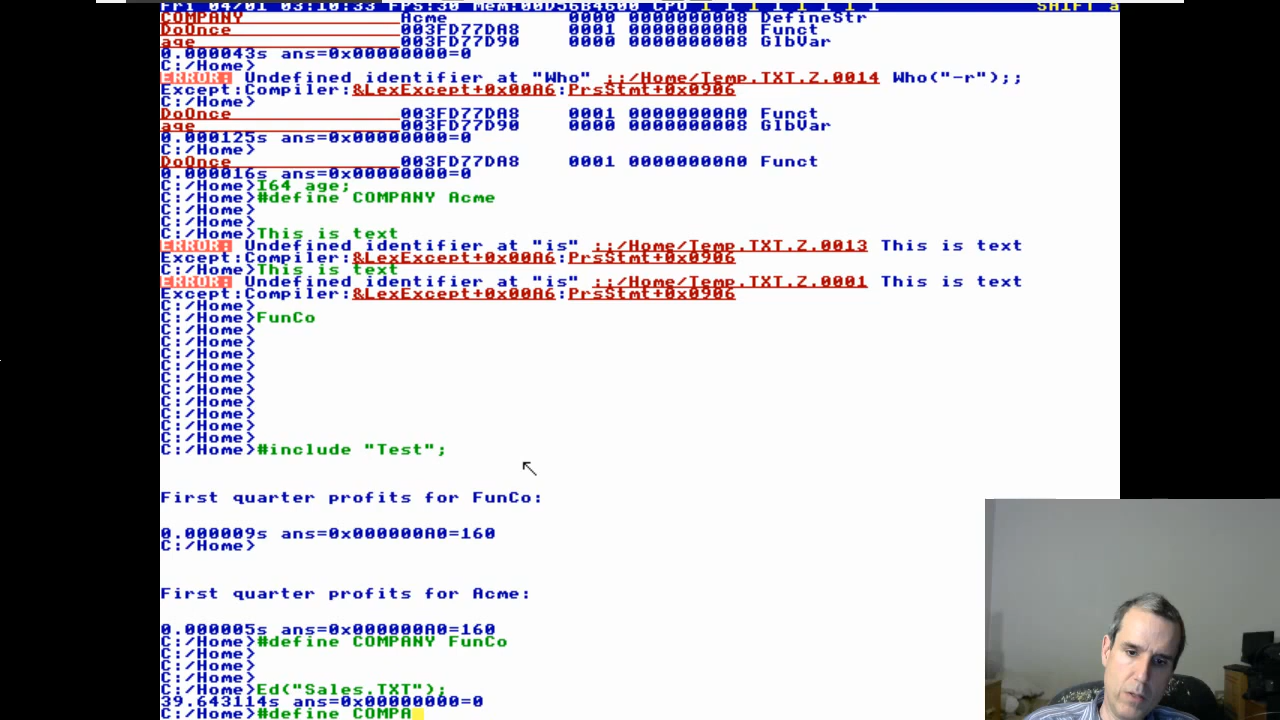 Fri 04/01 03:10:33 FPS:30 Mem:00D56B4600 CPU 1 1 1 1 1 1 1 1 SHIFT a
COMPANY Acme 0000 0000000008 DefineStr
DoOnce 003FD77DA8 0001 00000000A0 Funct
age 003FD77D90 0000 0000000008 GlbVar
0.000043s ans=0x00000000=0
C:/Home>
ERROR: Undefined identifier at "Who" ::/Home/Temp.TXT.Z,0014 Who("-r");;
Except:Compiler:&LexExcept+0x00A6:PrsStmt+0x0906
C:/Home>
DoOnce 003FD77DA8 0001 00000000A0 Funct
age 003FD77D90 0000 0000000008 GlbVar
0.000125s ans=0x00000000=0
C:/Home>
DoOnce 003FD77DA8 0001 00000000A0 Funct
0.000016s ans=0x00000000=0
C:/Home>I64 age;
C:/Home>#define COMPANY Acme
C:/Home>
C:/Home>
C:/Home>This is text
ERROR: Undefined identifier at "is" ::/Home/Temp.TXT.Z,0013 This is text
Except:Compiler:&LexExcept+0x00A6:PrsStmt+0x0906
C:/Home>This is text
ERROR: Undefined identifier at "is" ::/Home/Temp.TXT.Z,0001 This is text
Except:Compiler:&LexExcept+0x00A6:PrsStmt+0x0906
C:/Home>
C:/Home>FunCo
C:/Home>
C:/Home>
C:/Home>
C:/Home>
C:/Home>
C:/Home>
C:/Home>
C:/Home>
C:/Home>
C:/Home>
C:/Home>#include "Test";
First quarter profits for FunCo:
0.000009s ans=0x000000A0=160
C:/Home>
First quarter profits for Acme:
0.000005s ans=0x000000A0=160
C:/Home>#define COMPANY FunCo
C:/Home>
C:/Home>
C:/Home>
C:/Home>Ed("Sales.TXT");
39.643114s ans=0x00000000=0
C:/Home>#define COMPA